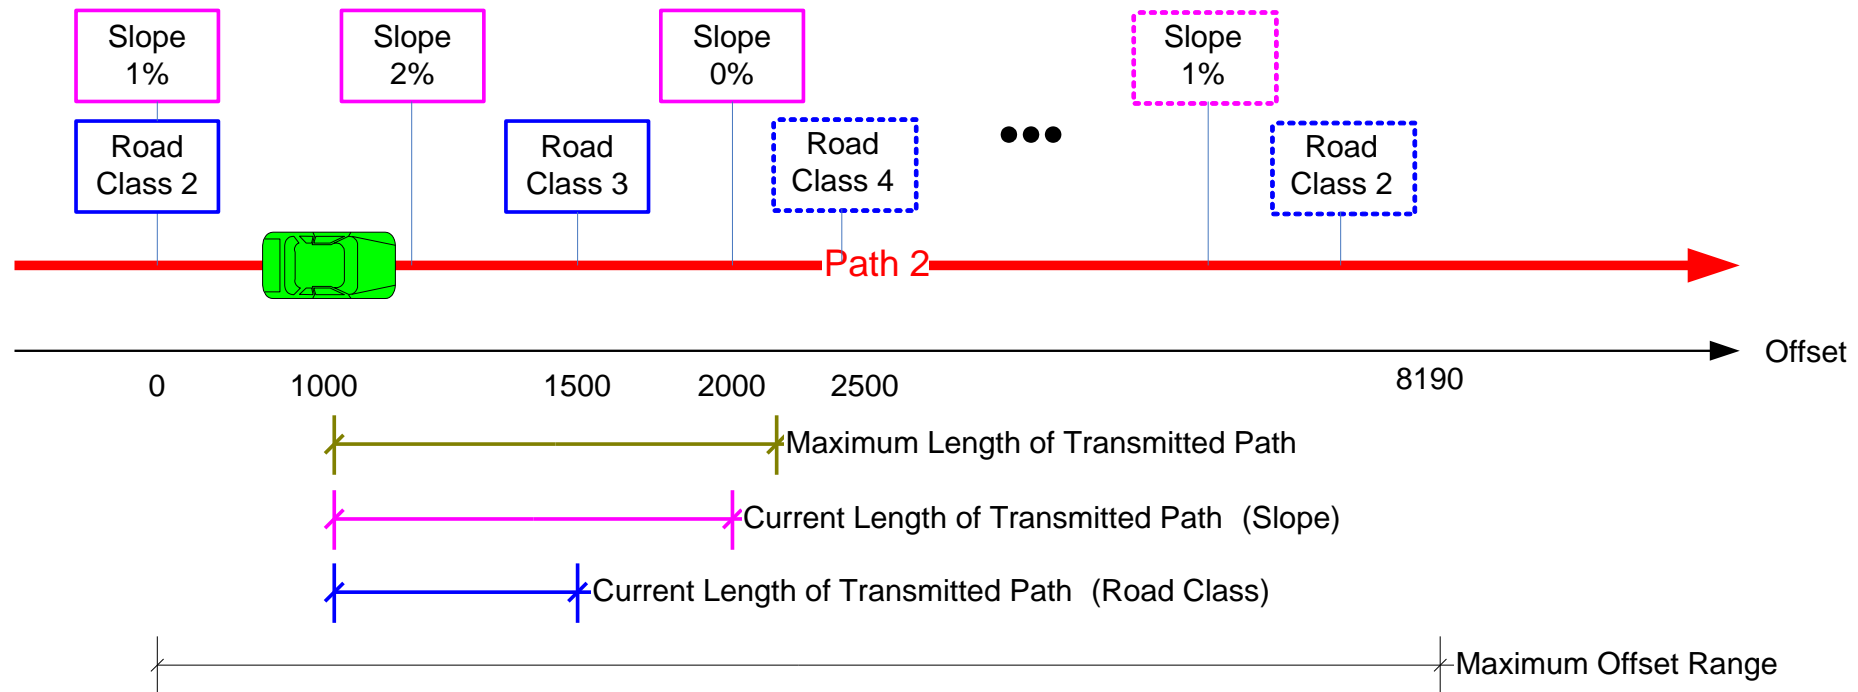 Slope
1%
Slope
2%
Slope
0%
Slope
1%
Road
Class 2
Road
Class 3
Road
Class 4
Road
Class 2
Path 2
Offset
0
1000
1500
2000
2500
8190
Maximum Length of Transmitted Path
Current Length of Transmitted Path (Slope)
Current Length of Transmitted Path (Road Class)
Maximum Offset Range